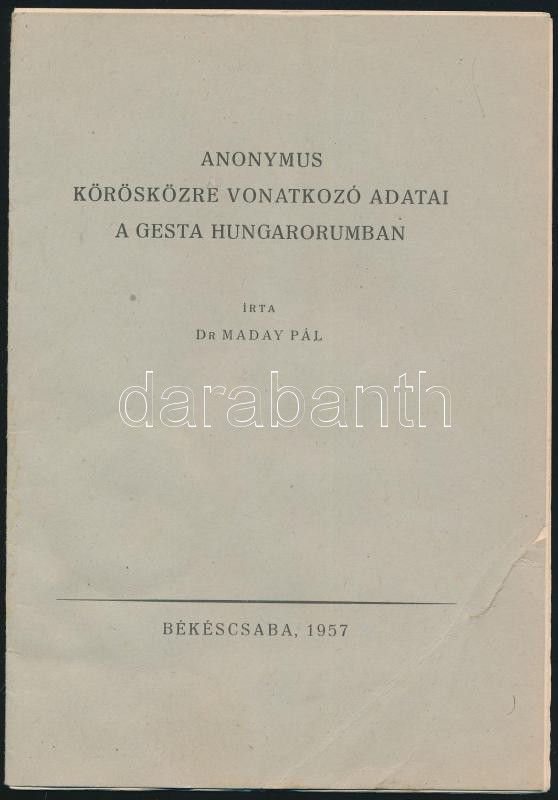 ANONYMUS
KÖRÖSKÖZRE VONATKOZÓ ADATAI
A GESTA HUNGARORUMBAN
ÍRTA
DR MADAY PÁL
darabanth
BÉKÉSCSABA, 1957